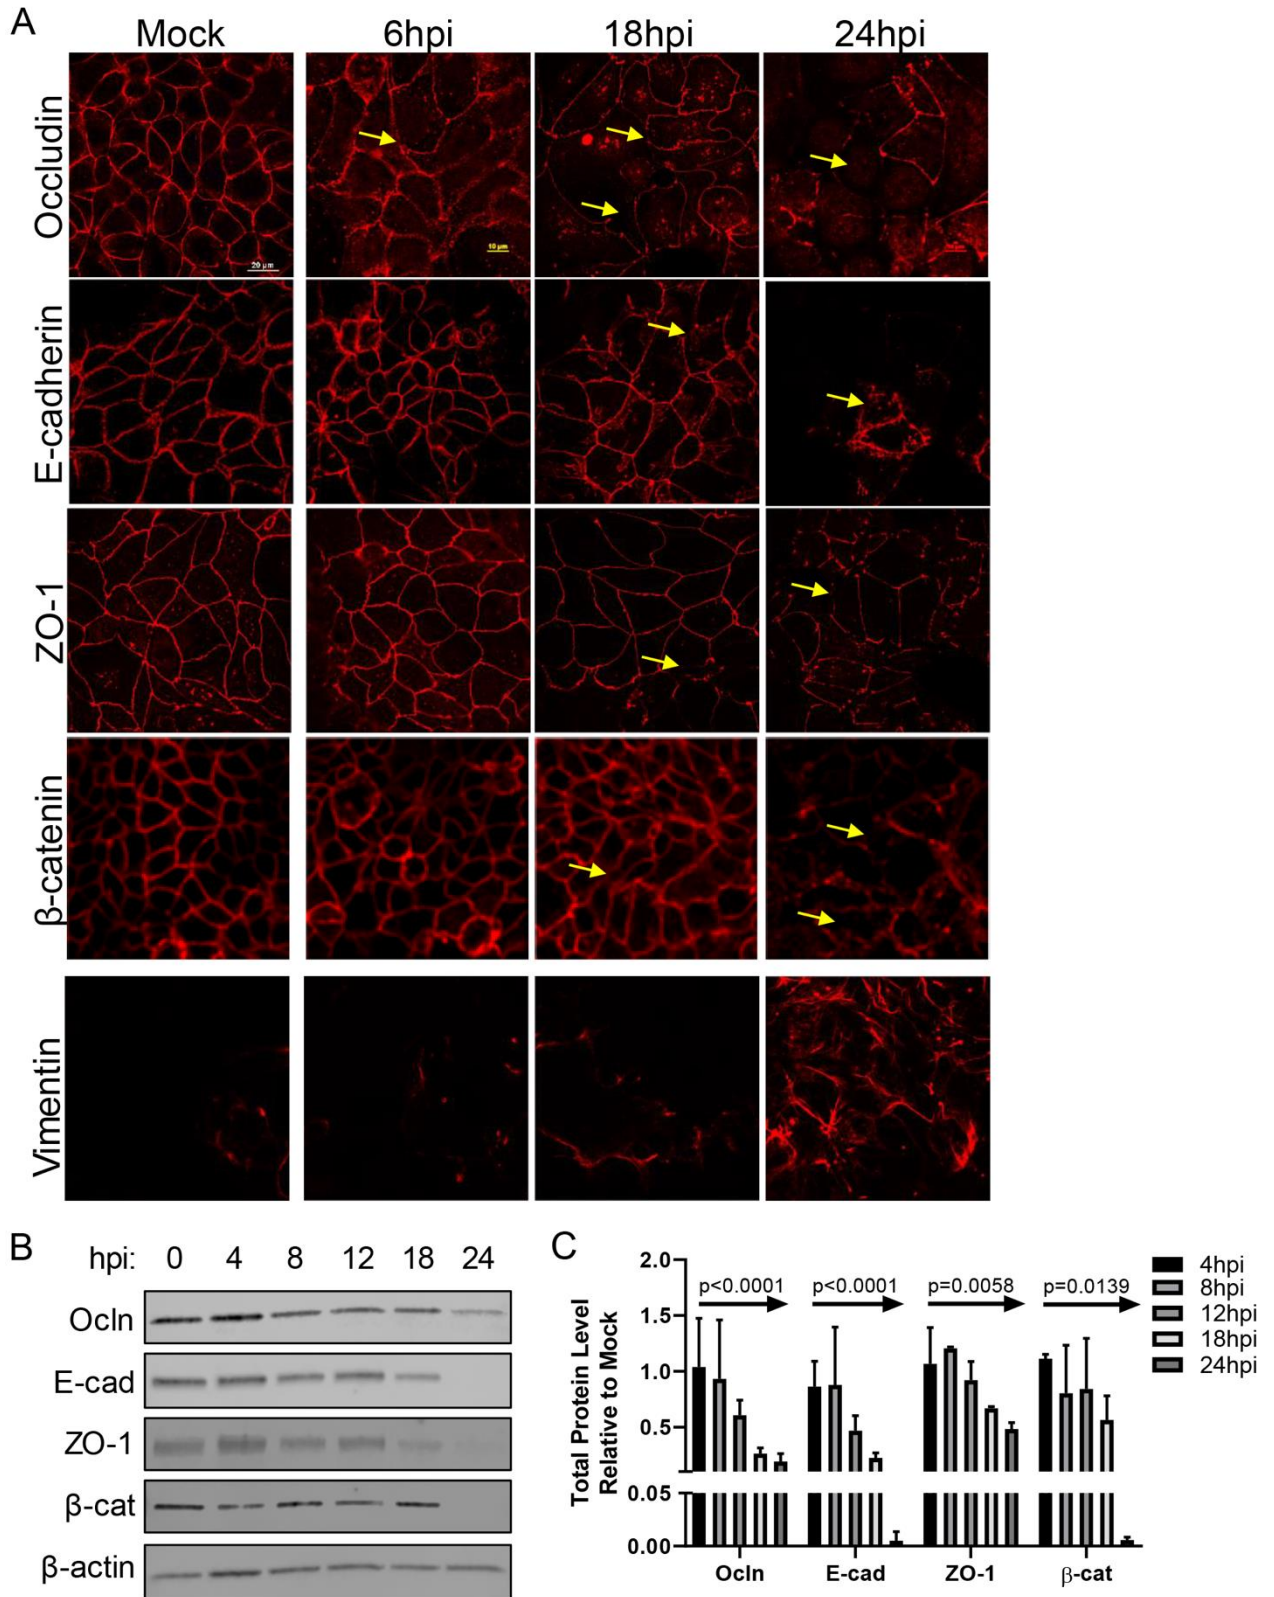 A
Mock 6hpi 18hpi 24hpi
Occludin
20 µm
10 µm
E-cadherin
ZO-1
β-catenin
Vimentin
B
hpi: 0 4 8 12 18 24
Ocln
E-cad
ZO-1
β-cat
β-actin
C
Total Protein Level
Relative to Mock
2.0
1.5
1.0
0.5
0.05
0.00
p<0.0001 p<0.0001 p=0.0058 p=0.0139
4hpi
8hpi
12hpi
18hpi
24hpi
Ocln E-cad ZO-1 β-cat